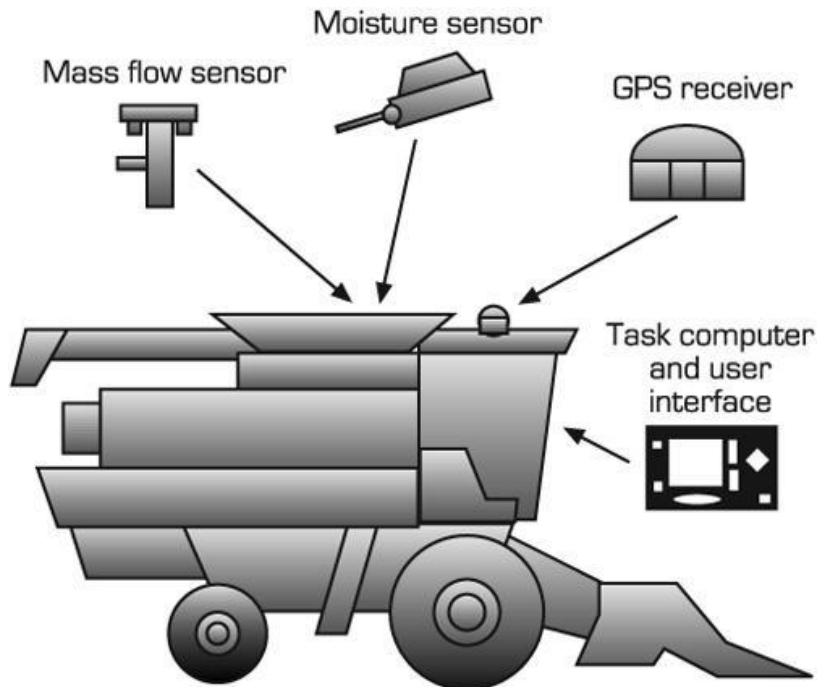 Moisture sensor
Mass flow sensor
GPS receiver
Task computer
and user
interface